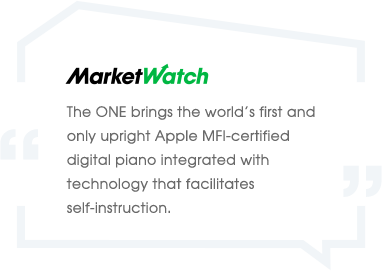 MarketWatch
The ONE brings the world's first and
only upright Apple MFI-certified
digital piano integrated with
technology that facilitates
self-instruction.